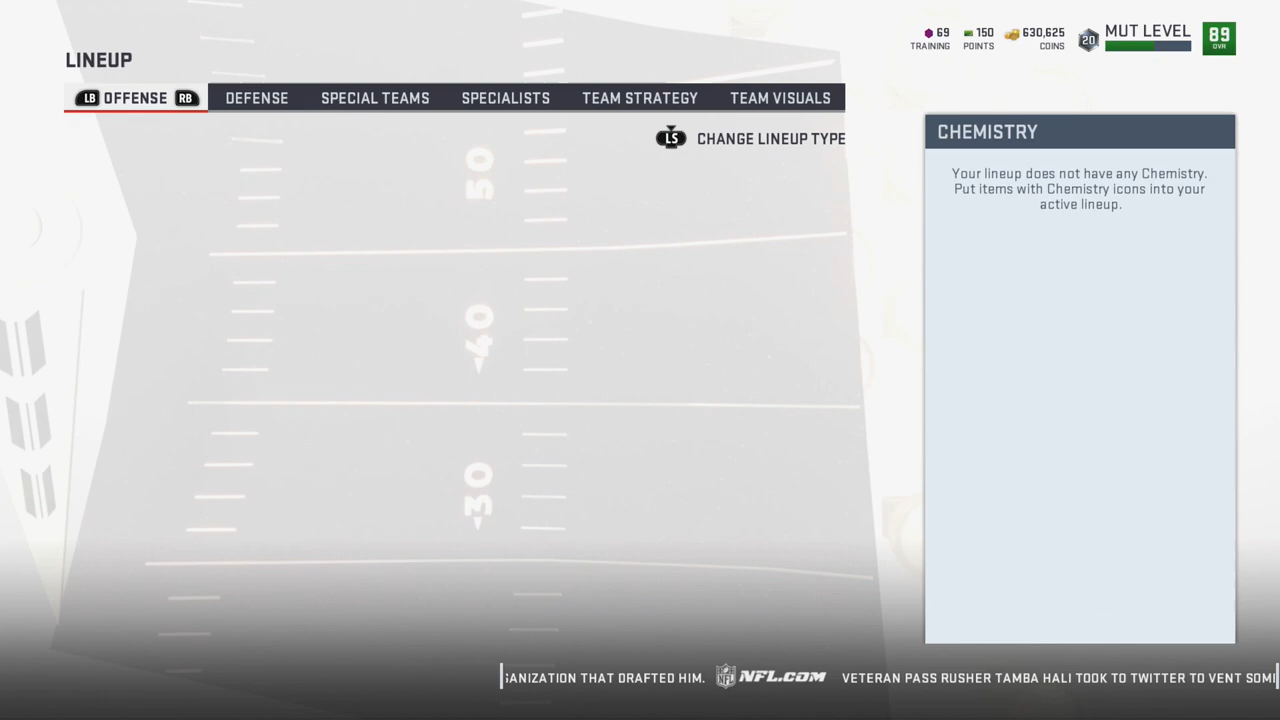 69
TRAINING
150
POINTS
630,625
COINS
20
MUT LEVEL
89
OVR
LINEUP
LB OFFENSE RB
DEFENSE
SPECIAL TEAMS
SPECIALISTS
TEAM STRATEGY
TEAM VISUALS
LS CHANGE LINEUP TYPE
CHEMISTRY
Your lineup does not have any Chemistry.
Put items with Chemistry icons into your
active lineup.
50
40
30
GANIZATION THAT DRAFTED HIM. NFL NFL.COM VETERAN PASS RUSHER TAMBA HALI TOOK TO TWITTER TO VENT SOMI